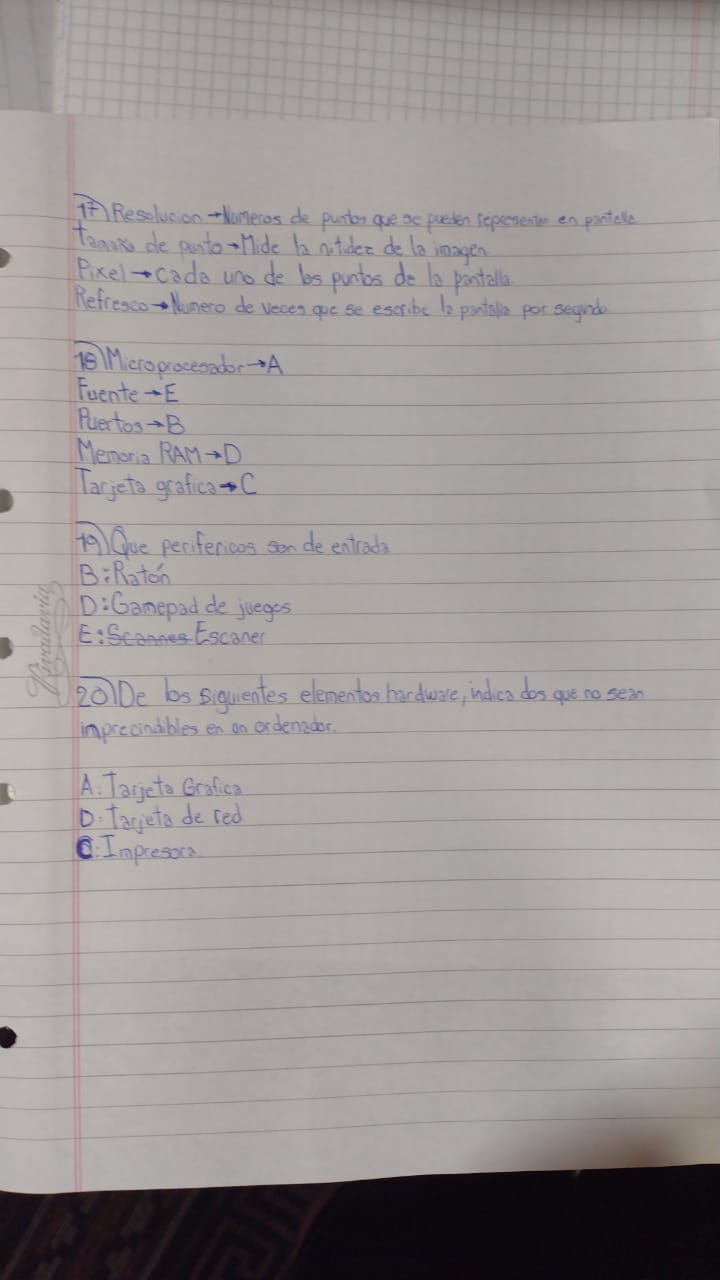 17) Resolucion → Numeros de puntos que se pueden representar en pantalla
tamaño de punto → Mide la nitidez de la imagen
Pixel → cada uno de los puntos de la pantalla
Refresco → Numero de veces que se escribe la pantalla por segundo
18) Microprocesador → A
Fuente → E
Puertos → B
Memoria RAM → D
Tarjeta grafica → C
19) Que perifericos son de entrada
B: Ratón
D: Gamepad de juegos
E: Scannes Escaner
Rivadavia
20) De los siguientes elementos hardware, indica dos que no sean
imprecindibles en un ordenador.
A: Tarjeta Grafica
D: Tarjeta de red
C: Impresora.